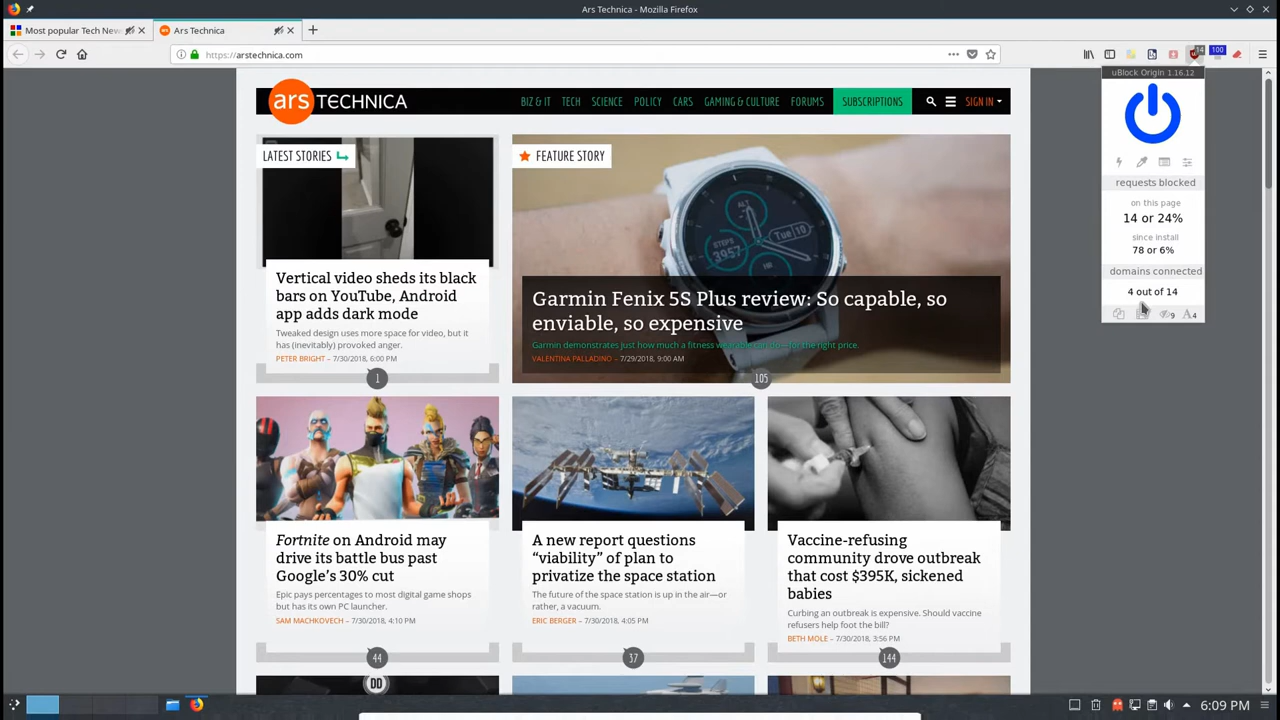 Ars Technica - Mozilla Firefox
Most popular Tech New
Ars Technica
https://arstechnica.com
14
100
ars TECHNICA
BIZ & IT TECH SCIENCE POLICY CARS GAMING & CULTURE FORUMS SUBSCRIPTIONS SIGN IN
LATEST STORIES
Vertical video sheds its black
bars on YouTube, Android
app adds dark mode
Tweaked design uses more space for video, but it
has (inevitably) provoked anger.
PETER BRIGHT – 7/30/2018, 6:00 PM
1
FEATURE STORY
Garmin Fenix 5S Plus review: So capable, so
enviable, so expensive
Garmin demonstrates just how much a fitness wearable can do—for the right price.
VALENTINA PALLADINO – 7/29/2018, 9:00 AM
105
Fortnite on Android may
drive its battle bus past
Google’s 30% cut
Epic pays percentages to most digital game shops
but has its own PC launcher.
SAM MACHKOVECH – 7/30/2018, 4:10 PM
44
A new report questions
“viability” of plan to
privatize the space station
The future of the space station is up in the air—or
rather, a vacuum.
ERIC BERGER – 7/30/2018, 4:05 PM
37
Vaccine-refusing
community drove outbreak
that cost $395K, sickened
babies
Curbing an outbreak is expensive. Should vaccine
refusers help foot the bill?
BETH MOLE – 7/30/2018, 3:56 PM
144
uBlock Origin 1.16.12
requests blocked
on this page
14 or 24%
since install
78 or 6%
domains connected
4 out of 14
9
A4
6:09 PM